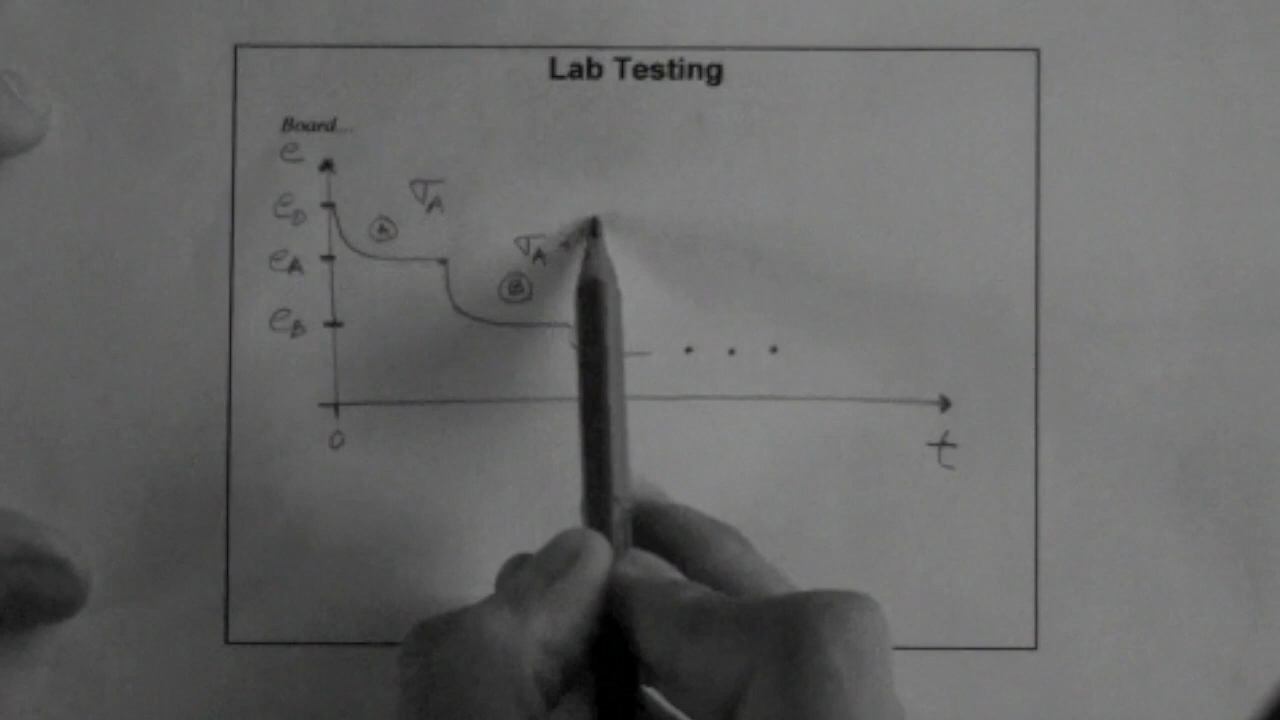 Lab Testing
Board...
e
e₀ σA
A
eA σA
B
eB
0 t